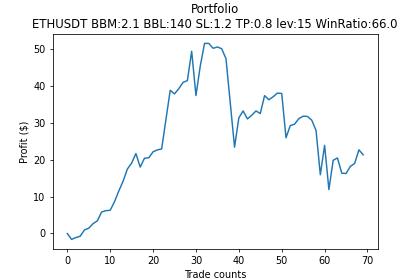 Portfolio
ETHUSDT BBM:2.1 BBL:140 SL:1.2 TP:0.8 lev:15 WinRatio:66.0
50
40
30
20
10
0
Profit ($)
0 10 20 30 40 50 60 70
Trade counts